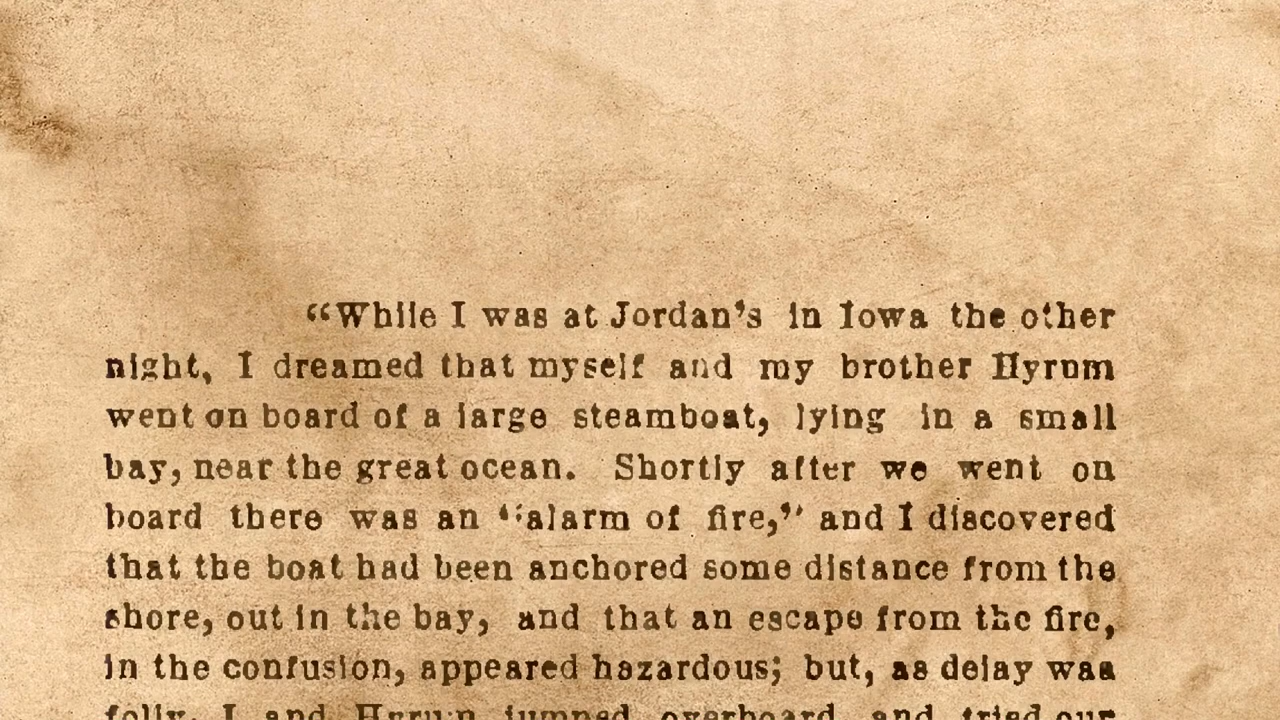 “While I was at Jordan’s in Iowa the other
night, I dreamed that myself and my brother Hyrum
went on board of a large steamboat, lying in a small
bay, near the great ocean. Shortly after we went on
board there was an “alarm of fire,” and I discovered
that the boat had been anchored some distance from the
shore, out in the bay, and that an escape from the fire,
in the confusion, appeared hazardous; but, as delay was
folly, I and Hyrum jumped overboard, and tried our